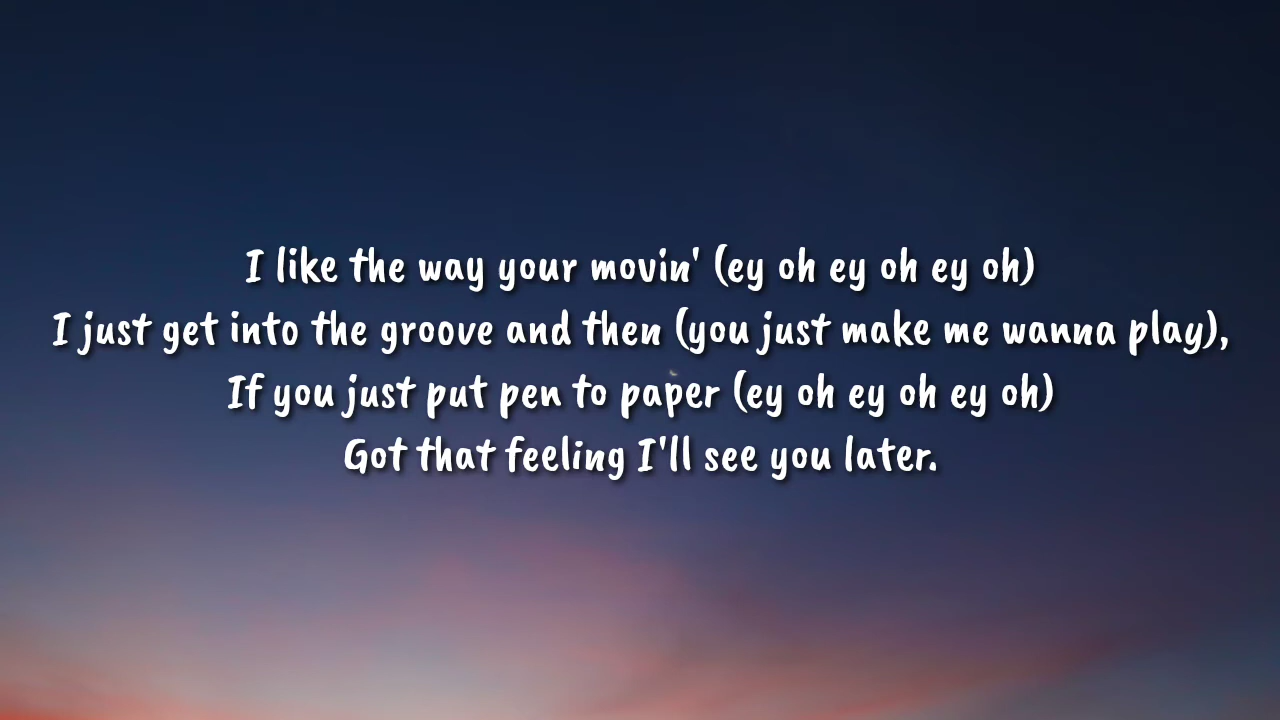 I like the way your movin' (ey oh ey oh ey oh)
I just get into the groove and then (you just make me wanna play),
If you just put pen to paper (ey oh ey oh ey oh)
Got that feeling I'll see you later.